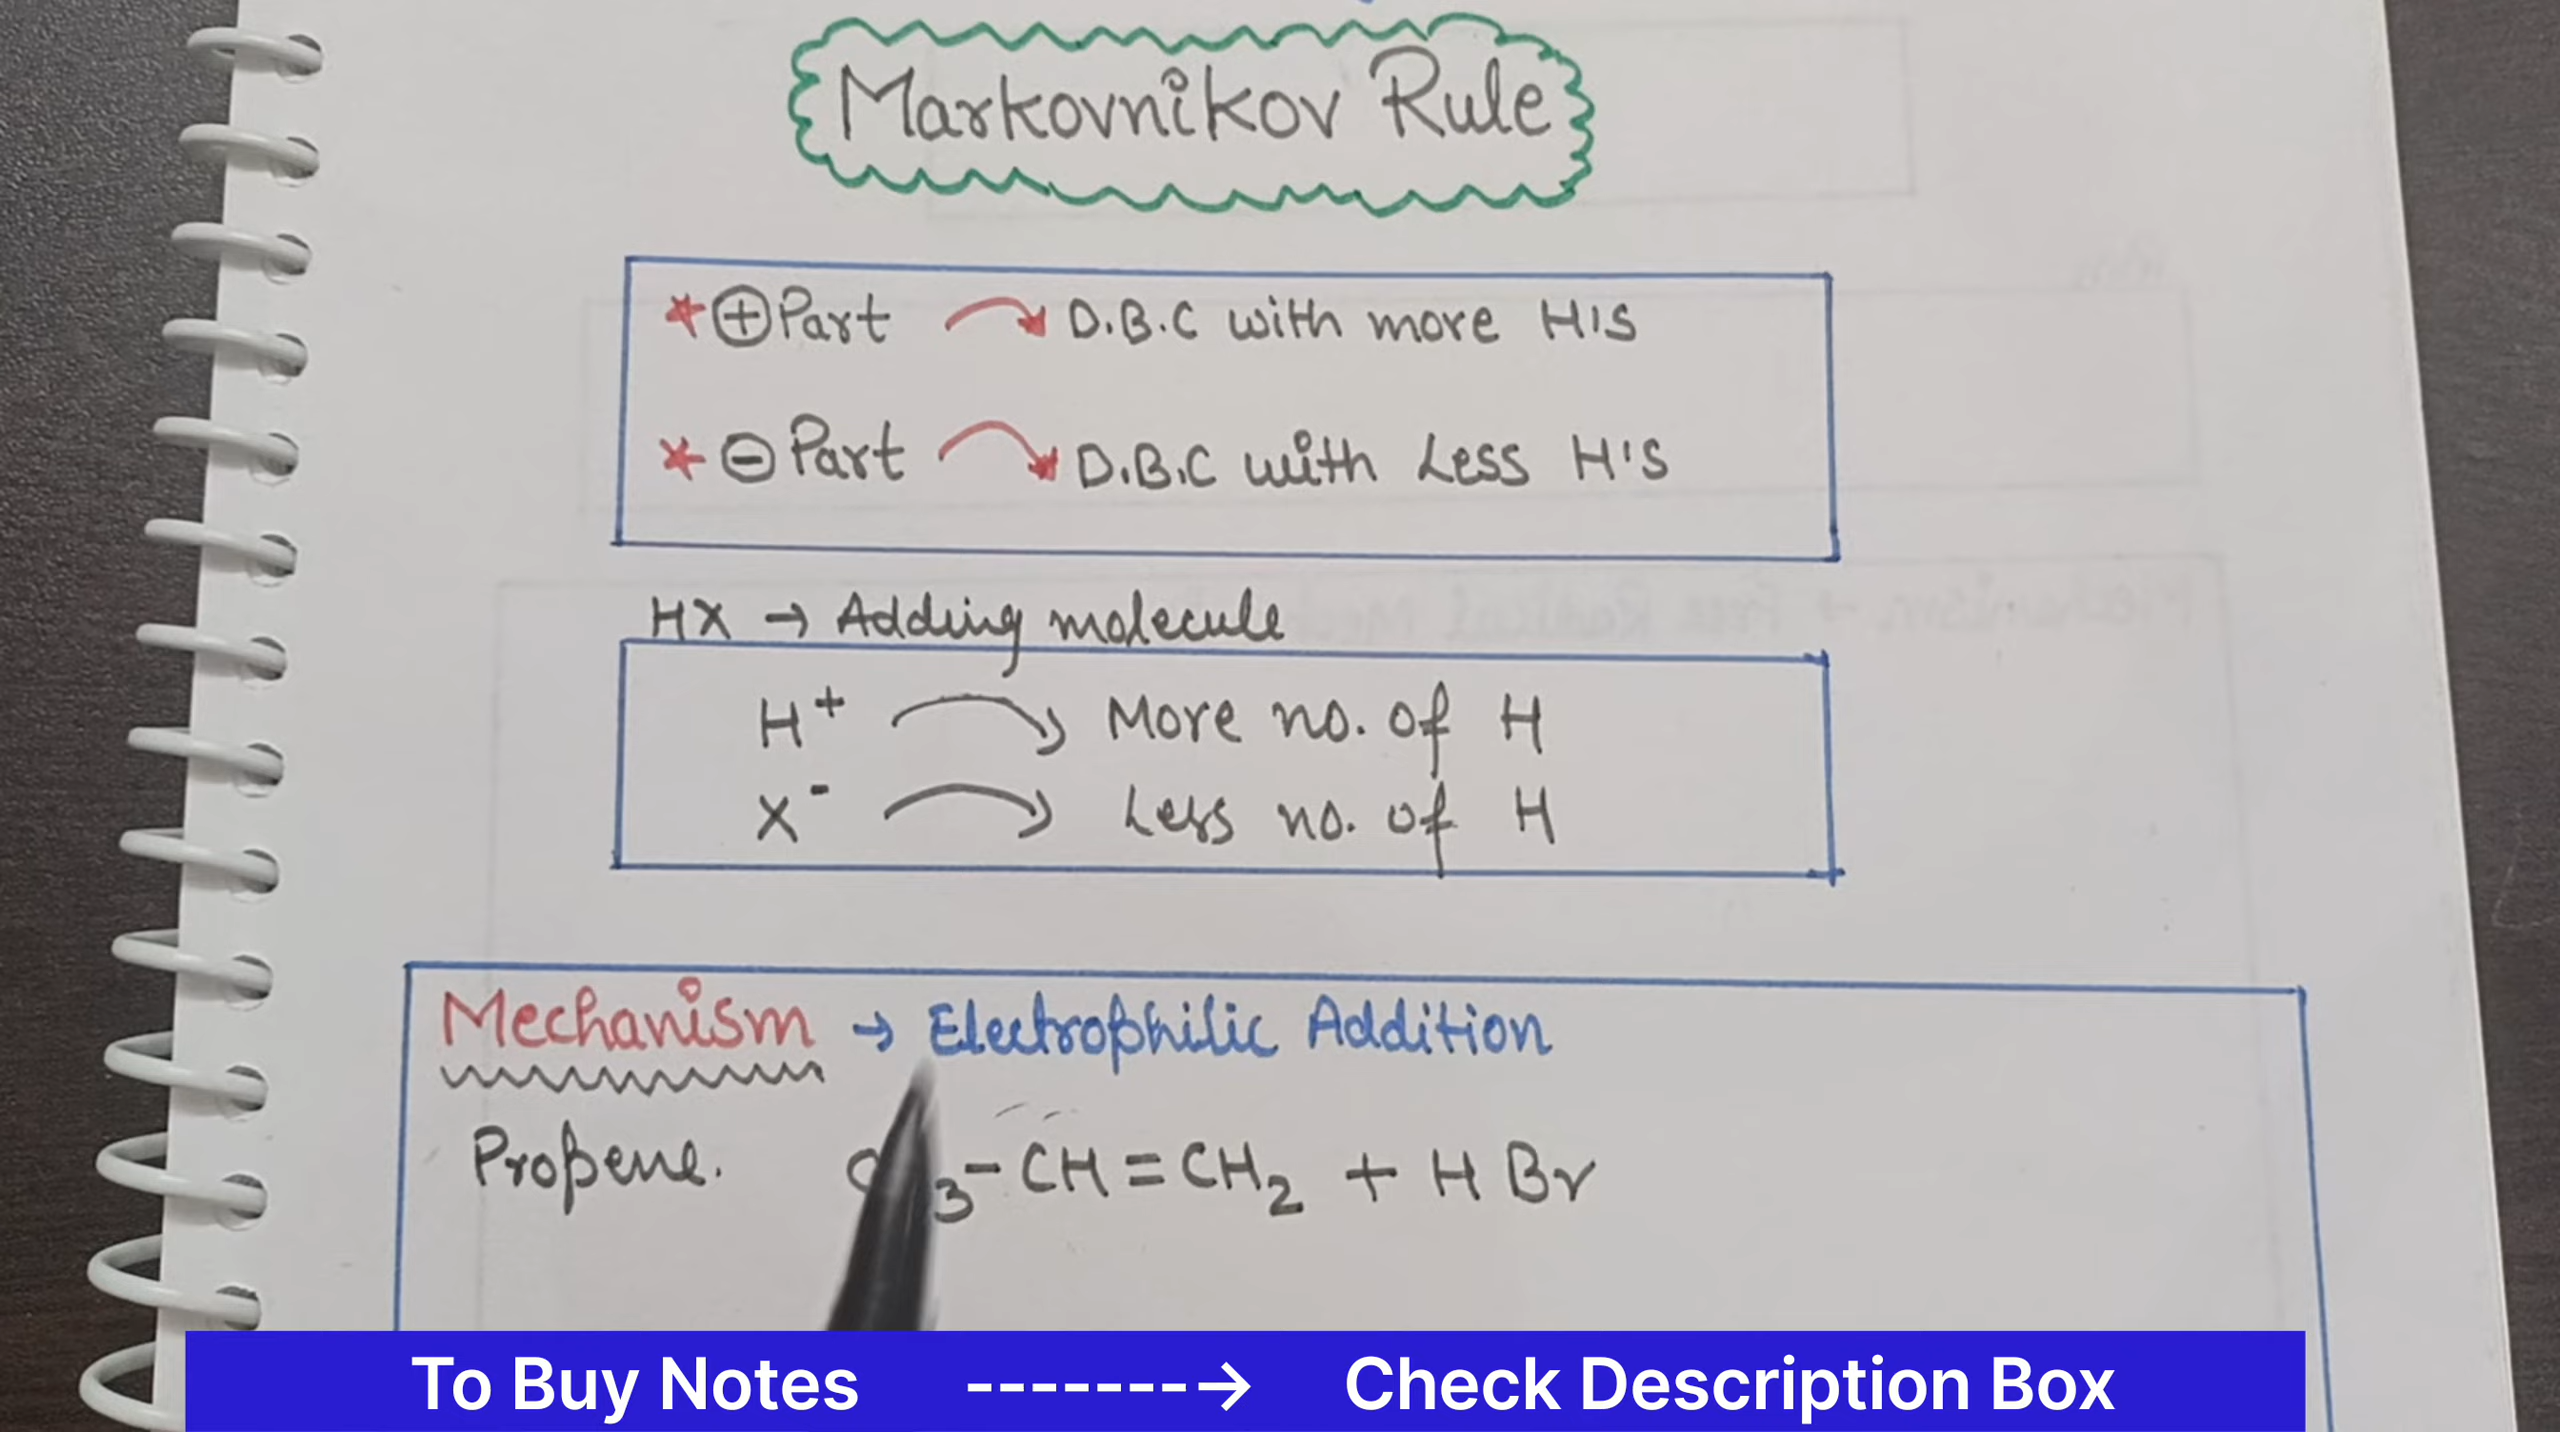 Markovnikov Rule
* ⊕ Part → D.B.C with more H's
* ⊖ Part → D.B.C with Less H's
HX → Adding molecule
H⁺ → More no. of H
X⁻ → Less no. of H
Mechanism → Electrophilic Addition
Propene. C 3 - CH = CH₂ + H Br
To Buy Notes -------→ Check Description Box